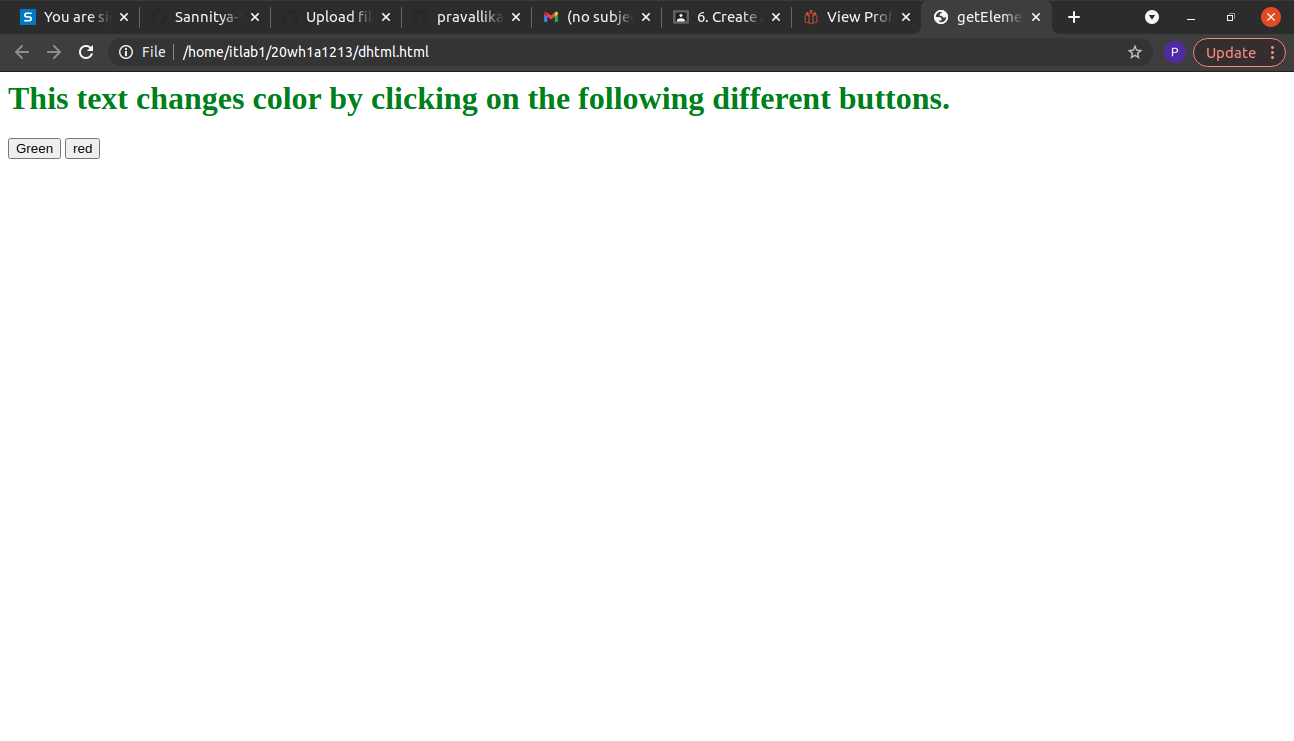 You are si
Sannitya-
Upload fil
pravallika
(no subje
6. Create
View Prof
getEleme
File
/home/itlab1/20wh1a1213/dhtml.html
P
Update
This text changes color by clicking on the following different buttons.
Green
red